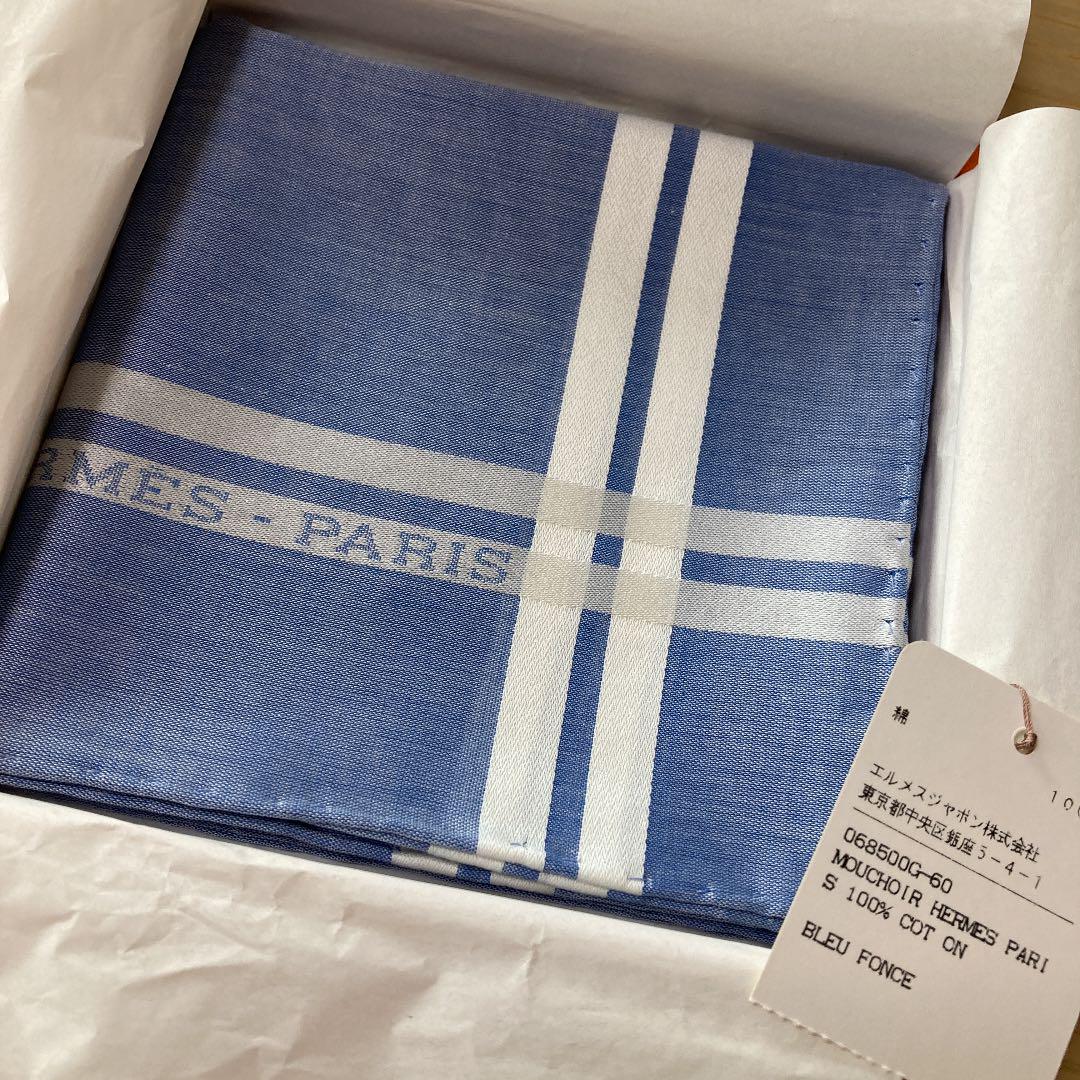 RMES - PARIS
綿
100
エルメスジャポン株式会社
東京都中央区銀座5-4-1
068500G-60
MOUCHOIR HERMES PARI
S 100% COT ON
BLEU FONCE